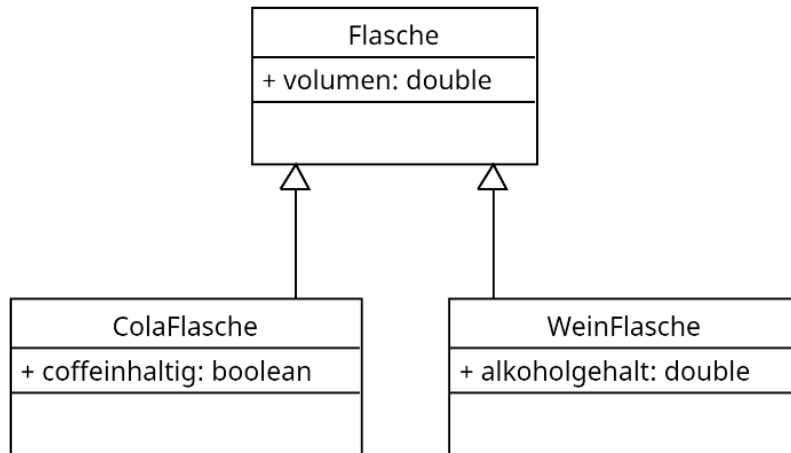 Flasche
+ volumen: double
ColaFlasche
+ coffeinhaltig: boolean
WeinFlasche
+ alkoholgehalt: double